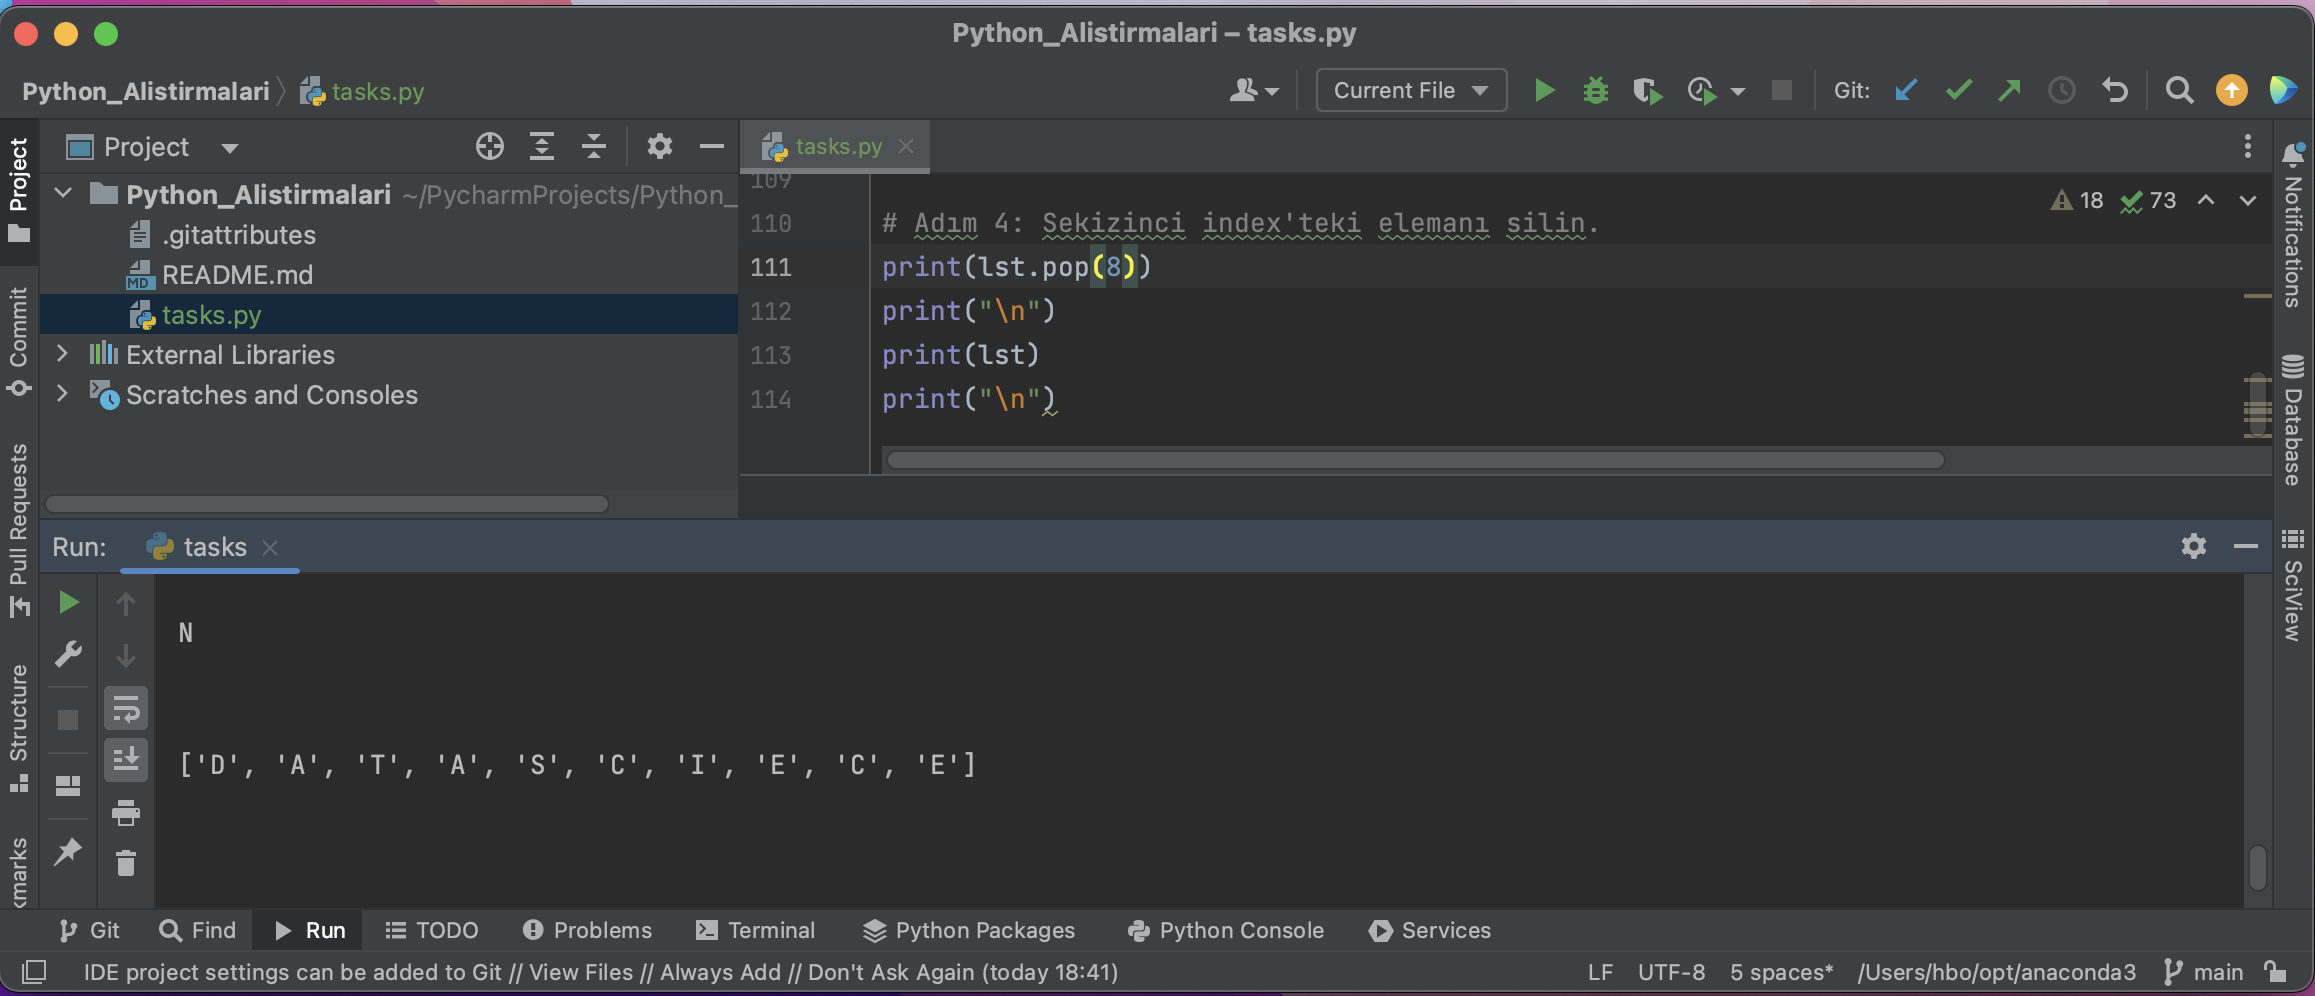 Python_Alistirmalari – tasks.py
Python_Alistirmalari tasks.py
Current File
Git:
Project
Python_Alistirmalari ~/PycharmProjects/Python_
.gitattributes
README.md
tasks.py
External Libraries
Scratches and Consoles
Project
Commit
Pull Requests
Structure
kmarks
tasks.py
109
110 # Adım 4: Sekizinci index'teki elemanı silin.
111 print(lst.pop(8))
112 print("\n")
113 print(lst)
114 print("\n")
18 73
Notifications
Database
SciView
Run: tasks
N
['D', 'A', 'T', 'A', 'S', 'C', 'I', 'E', 'C', 'E']
Git Find Run TODO Problems Terminal Python Packages Python Console Services
IDE project settings can be added to Git // View Files // Always Add // Don't Ask Again (today 18:41) LF UTF-8 5 spaces* /Users/hbo/opt/anaconda3 main